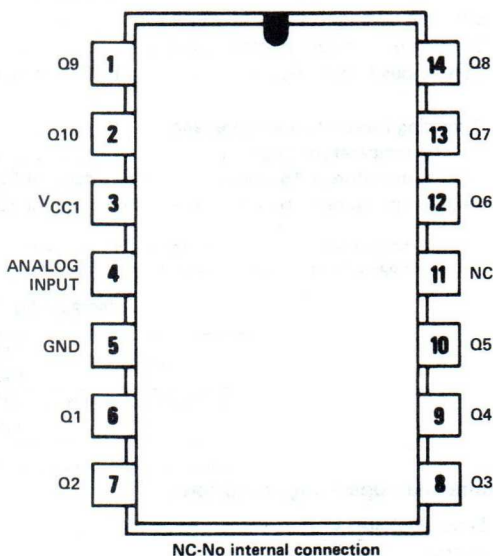 Q9 1 14 Q8
Q10 2 13 Q7
VCC1 3 12 Q6
ANALOG INPUT 4 11 NC
GND 5 10 Q5
Q1 6 9 Q4
Q2 7 8 Q3
NC-No internal connection